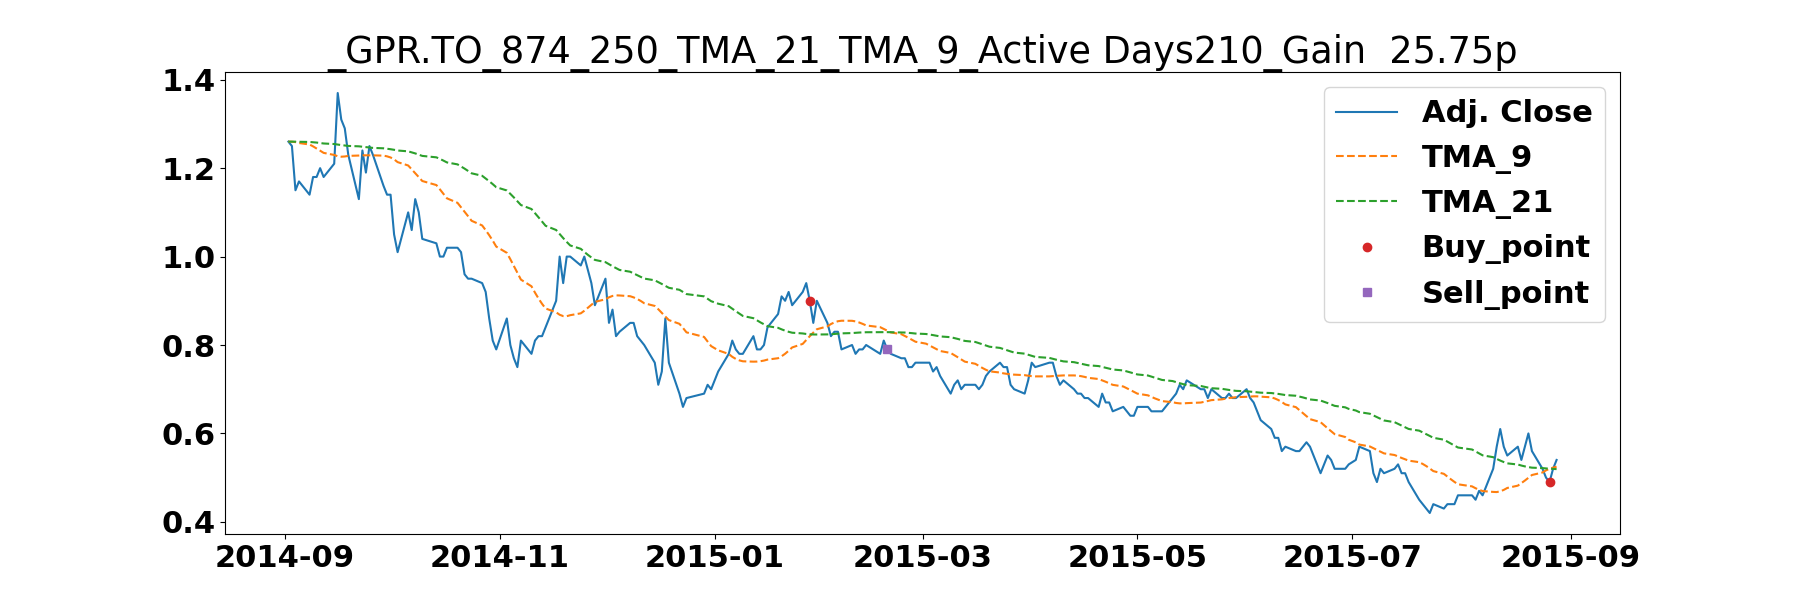 _GPR.TO_874_250_TMA_21_TMA_9_Active Days210_Gain  25.75p
1.4
1.2
1.0
0.8
0.6
0.4
Adj. Close
TMA_9
TMA_21
Buy_point
Sell_point
2014-09 2014-11 2015-01 2015-03 2015-05 2015-07 2015-09